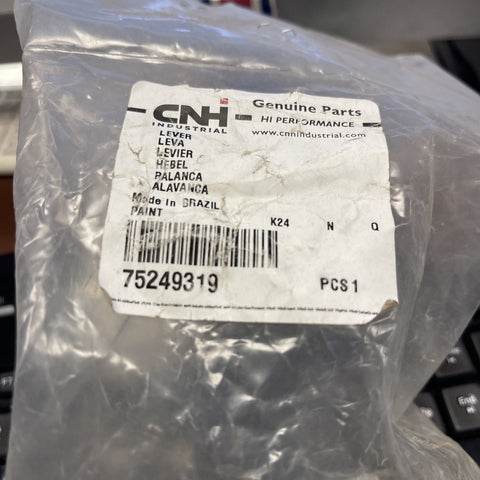 CNH
INDUSTRIAL
Genuine Parts
HI PERFORMANCE
www.cnhindustrial.com
LEVER
LEVA
LEVIER
HEBEL
PALANCA
ALAVANCA
Made in BRAZIL
PAINT
K24 N Q
75249319 PCS 1
F7